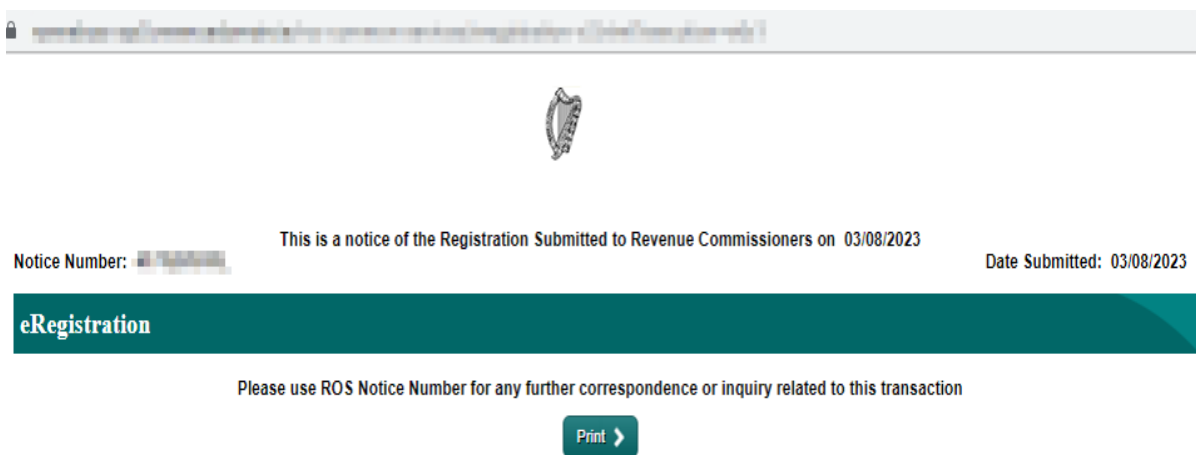 This is a notice of the Registration Submitted to Revenue Commissioners on 03/08/2023
Notice Number:
Date Submitted: 03/08/2023
eRegistration
Please use ROS Notice Number for any further correspondence or inquiry related to this transaction
Print